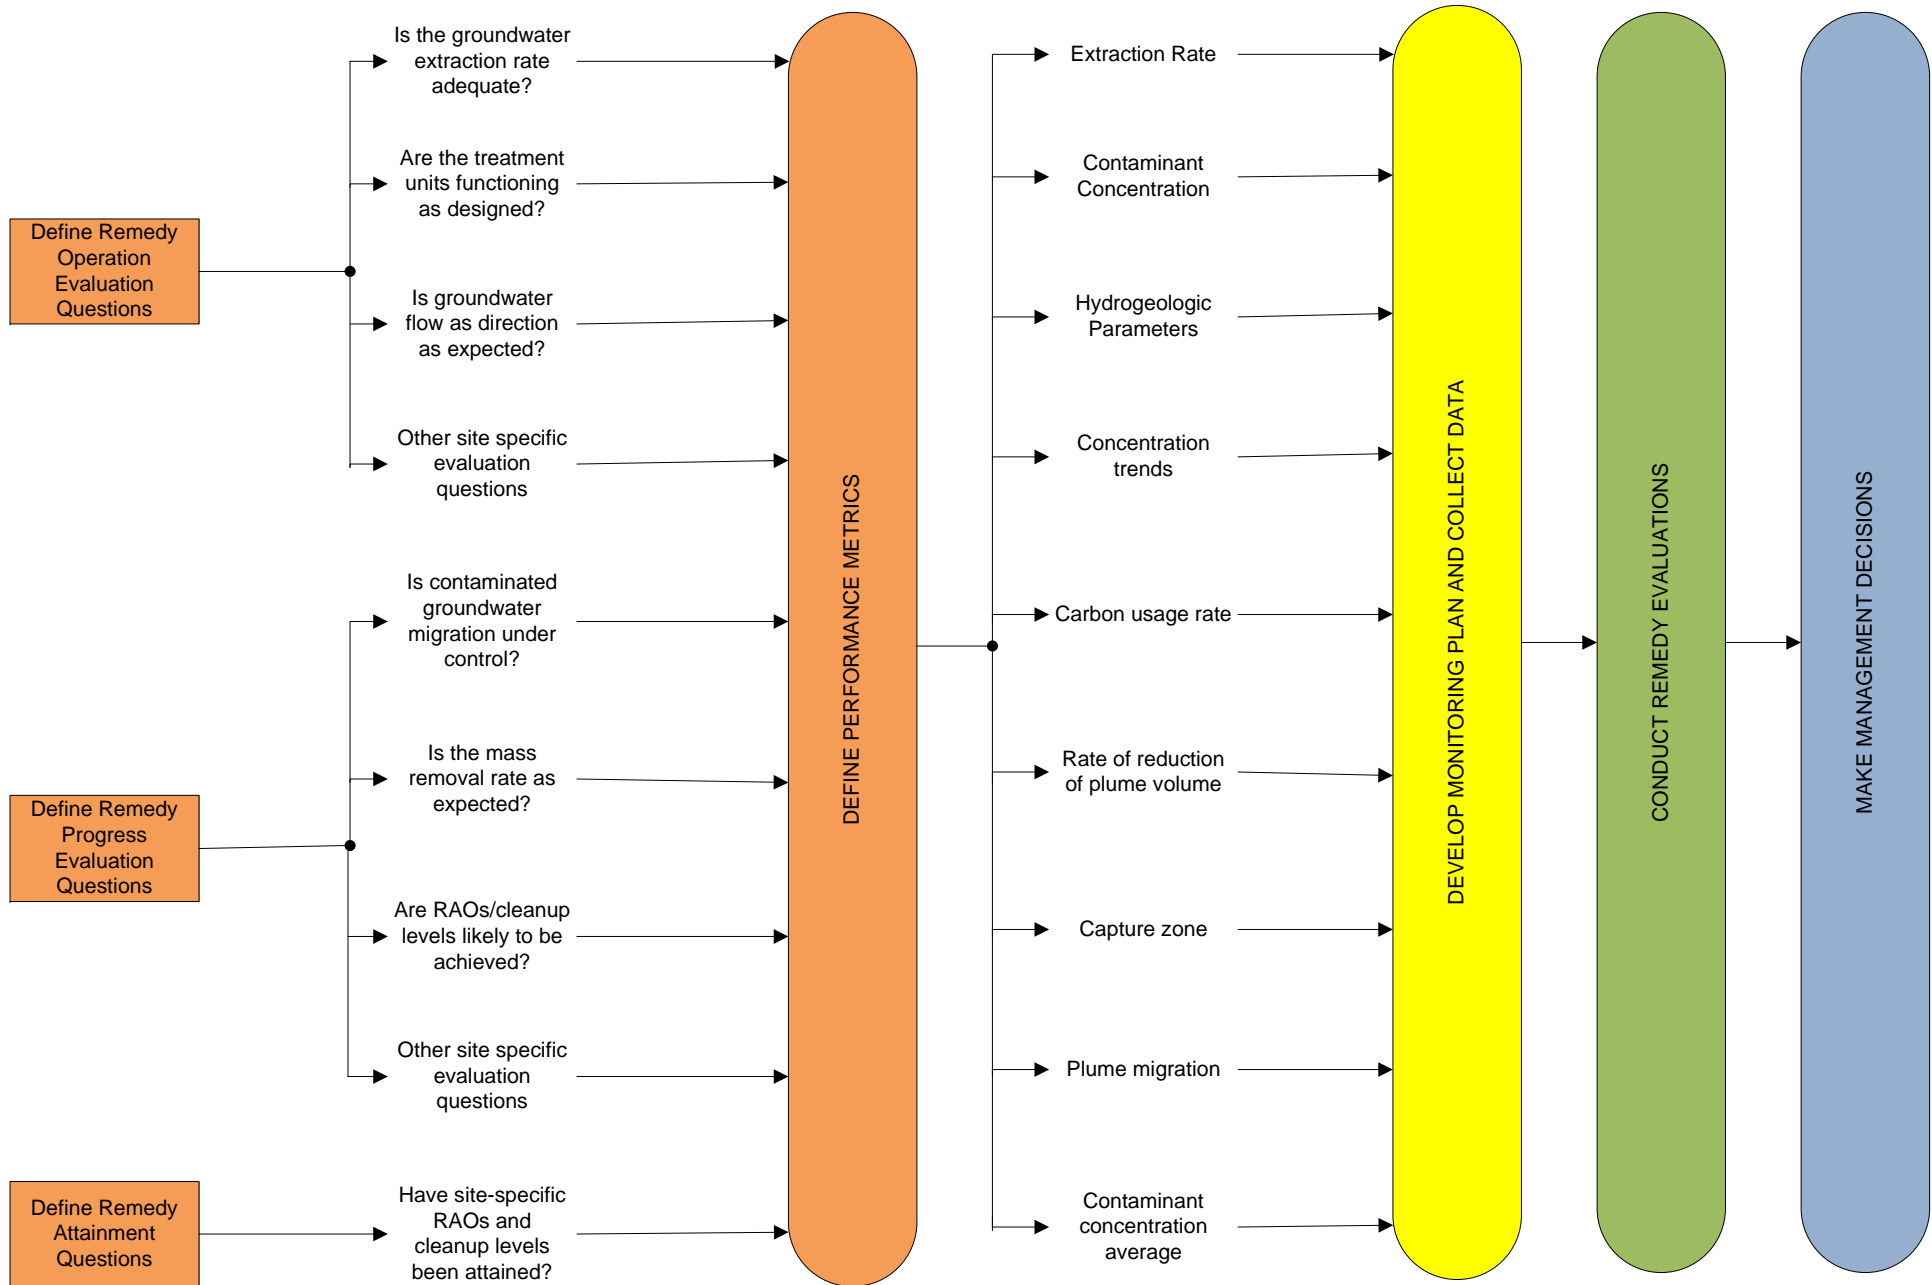 Define Remedy
Operation
Evaluation
Questions
Is the groundwater
extraction rate
adequate?
Are the treatment
units functioning
as designed?
Is groundwater
flow as direction
as expected?
Other site specific
evaluation
questions
Define Remedy
Progress
Evaluation
Questions
Is contaminated
groundwater
migration under
control?
Is the mass
removal rate as
expected?
Are RAOs/cleanup
levels likely to be
achieved?
Other site specific
evaluation
questions
Define Remedy
Attainment
Questions
Have site-specific
RAOs and
cleanup levels
been attained?
DEFINE PERFORMANCE METRICS
Extraction Rate
Contaminant
Concentration
Hydrogeologic
Parameters
Concentration
trends
Carbon usage rate
Rate of reduction
of plume volume
Capture zone
Plume migration
Contaminant
concentration
average
DEVELOP MONITORING PLAN AND COLLECT DATA
CONDUCT REMEDY EVALUATIONS
MAKE MANAGEMENT DECISIONS